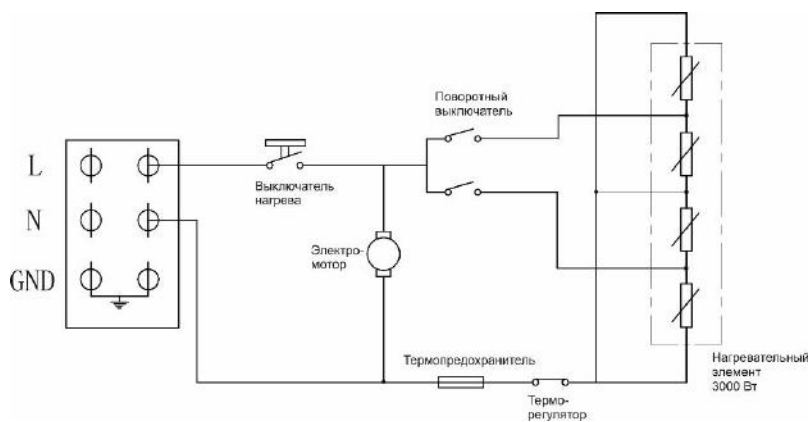 Поворотный
выключатель
L
Выключатель
нагрева
N
Электро-
мотор
GND
Термопредохранитель
Термо-
регулятор
Нагревательный
элемент
3000 Вт